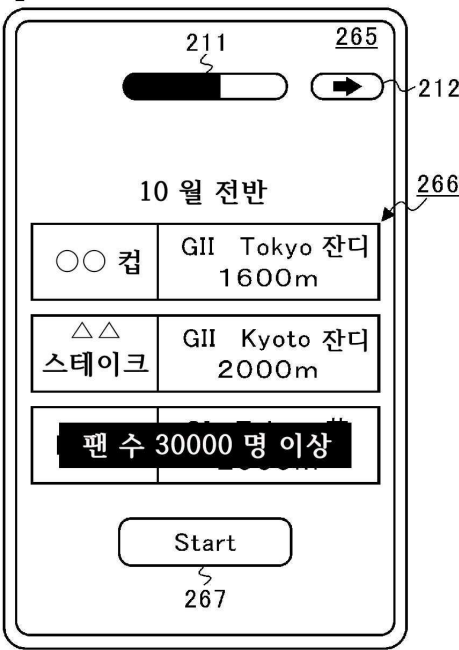 211
265
212
10 월 전반
266
○○ 컵
GII Tokyo 잔디
1600m
△△
스테이크
GII Kyoto 잔디
2000m
팬 수 30000 명 이상
Start
267